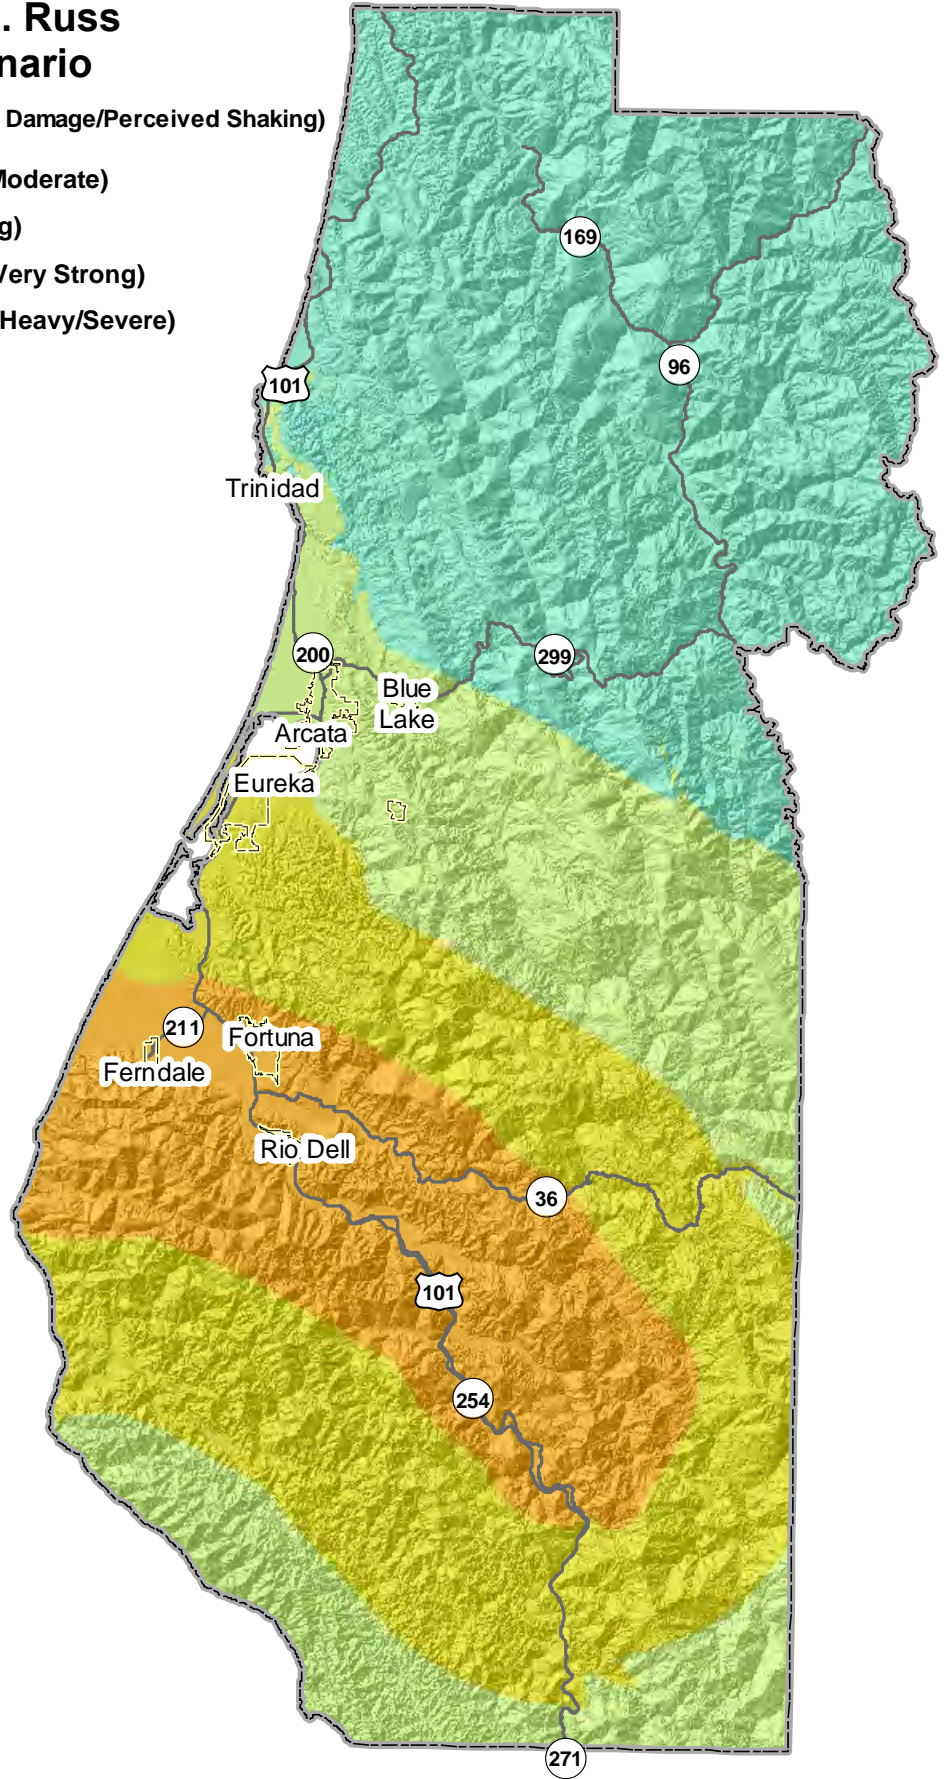 . Russ
nario
Damage/Perceived Shaking)
Moderate)
g)
Very Strong)
Heavy/Severe)
169
96
101
Trinidad
200
299
Blue
Lake
Arcata
Eureka
211
Fortuna
Ferndale
Rio Dell
36
101
254
271